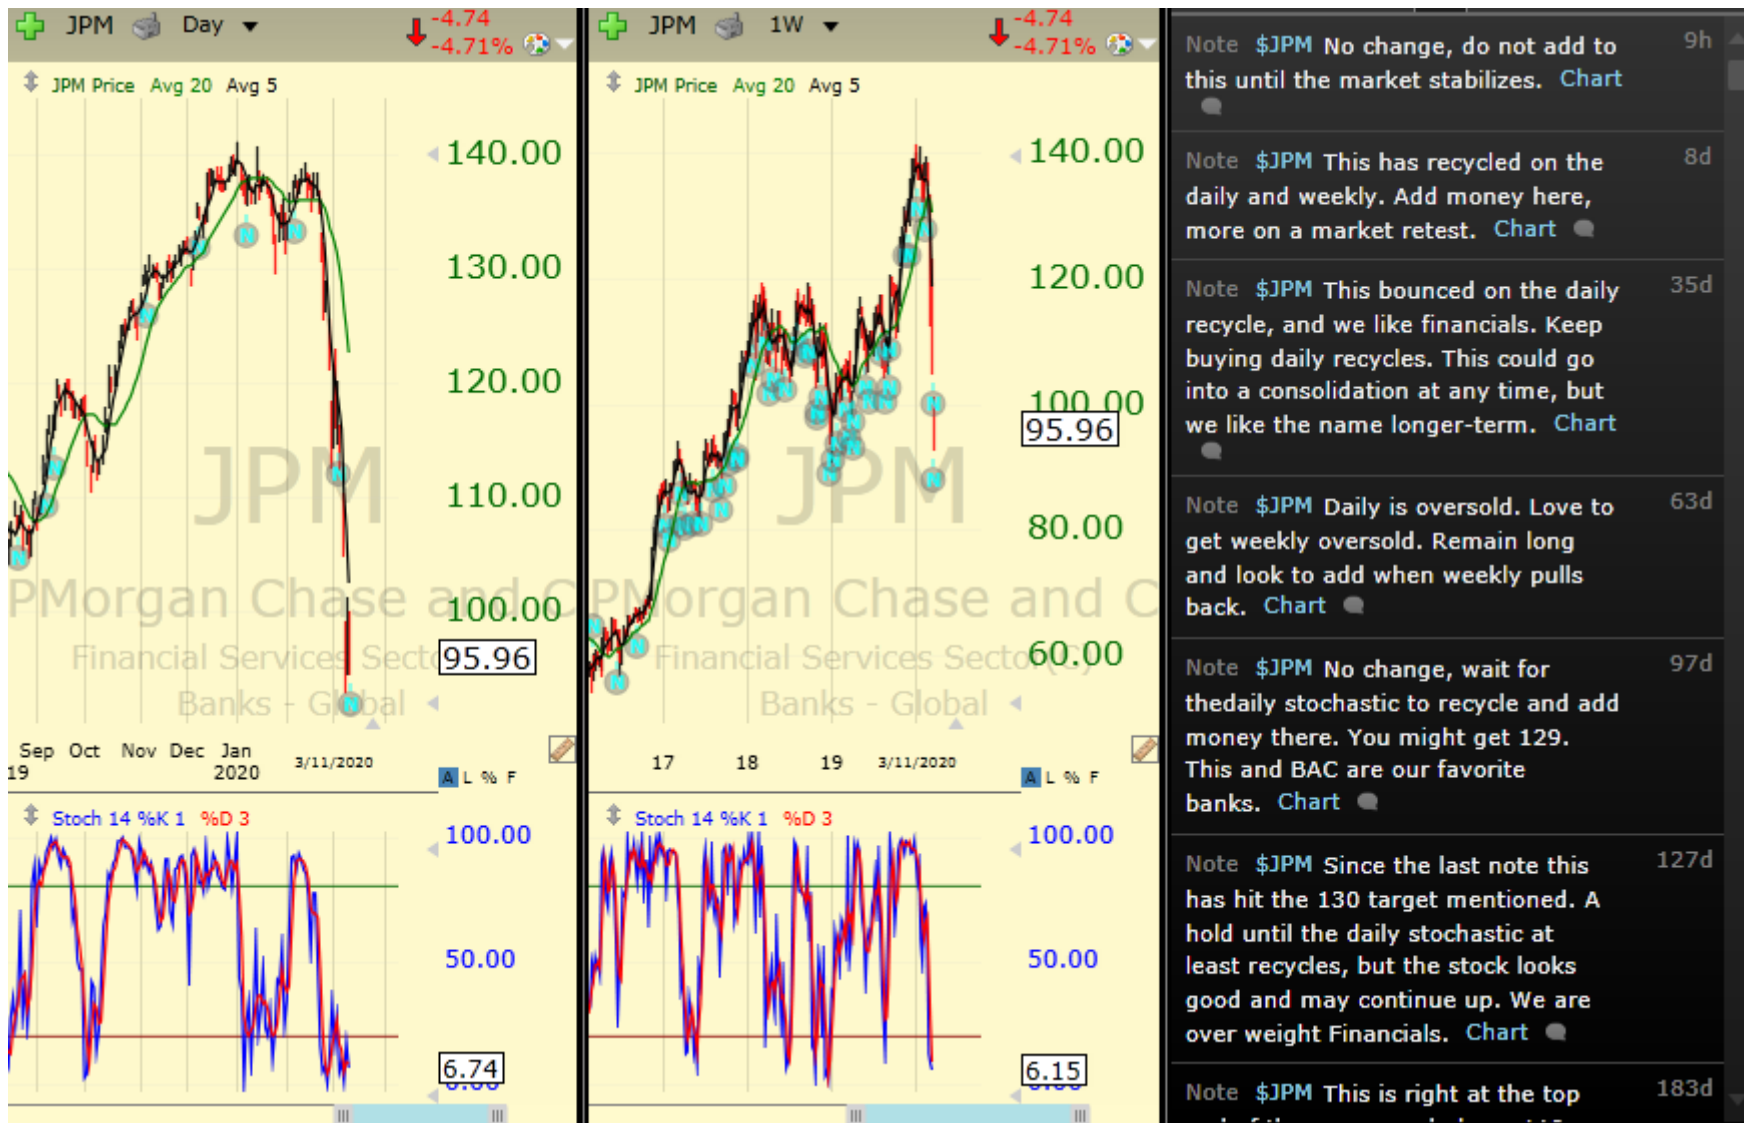 JPM Day -4.74
-4.71%
JPM Price Avg 20 Avg 5
140.00
130.00
120.00
110.00
100.00
95.96
JPM
PMorgan Chase and C
Financial Services Secto
Banks - Global
Sep Oct Nov Dec Jan 3/11/2020
19 2020
A L % F
Stoch 14 %K 1 %D 3
100.00
50.00
6.74
0.00
JPM 1W -4.74
-4.71%
JPM Price Avg 20 Avg 5
140.00
120.00
100.00
95.96
80.00
60.00
JPM
PMorgan Chase and C
Financial Services Sector(C)
Banks - Global
17 18 19 3/11/2020
A L % F
Stoch 14 %K 1 %D 3
100.00
50.00
6.15
0.00
Note $JPM No change, do not add to 9h
this until the market stabilizes. Chart
Note $JPM This has recycled on the 8d
daily and weekly. Add money here,
more on a market retest. Chart
Note $JPM This bounced on the daily 35d
recycle, and we like financials. Keep
buying daily recycles. This could go
into a consolidation at any time, but
we like the name longer-term. Chart
Note $JPM Daily is oversold. Love to 63d
get weekly oversold. Remain long
and look to add when weekly pulls
back. Chart
Note $JPM No change, wait for 97d
thedaily stochastic to recycle and add
money there. You might get 129.
This and BAC are our favorite
banks. Chart
Note $JPM Since the last note this 127d
has hit the 130 target mentioned. A
hold until the daily stochastic at
least recycles, but the stock looks
good and may continue up. We are
over weight Financials. Chart
Note $JPM This is right at the top 183d